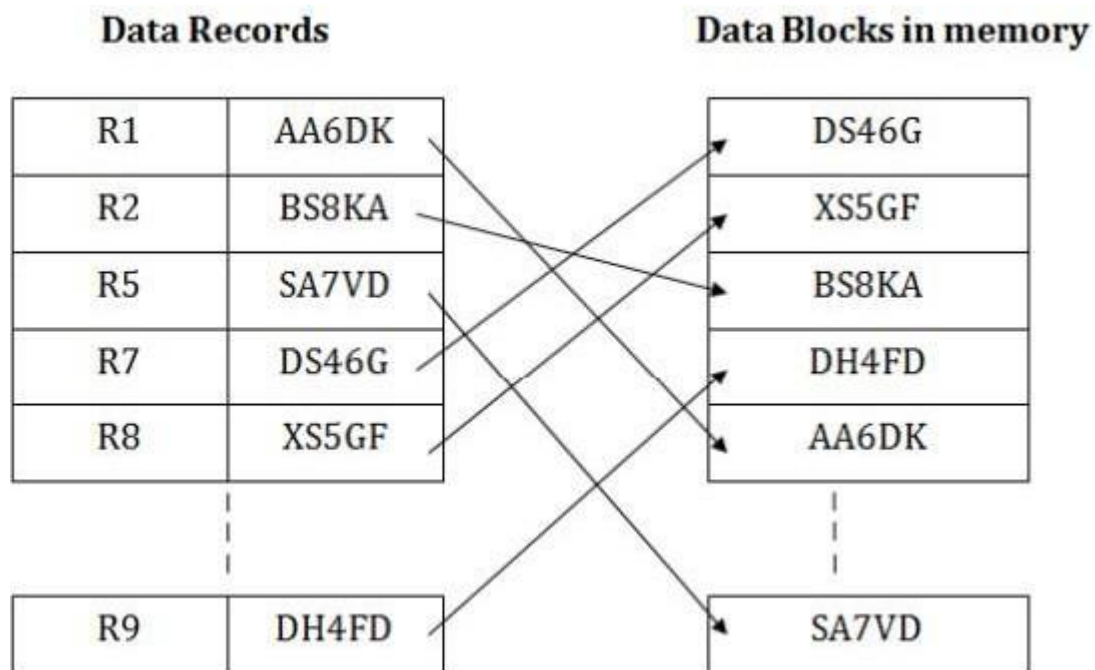 Data Records
Data Blocks in memory
R1 AA6DK
R2 BS8KA
R5 SA7VD
R7 DS46G
R8 XS5GF
R9 DH4FD
DS46G
XS5GF
BS8KA
DH4FD
AA6DK
SA7VD